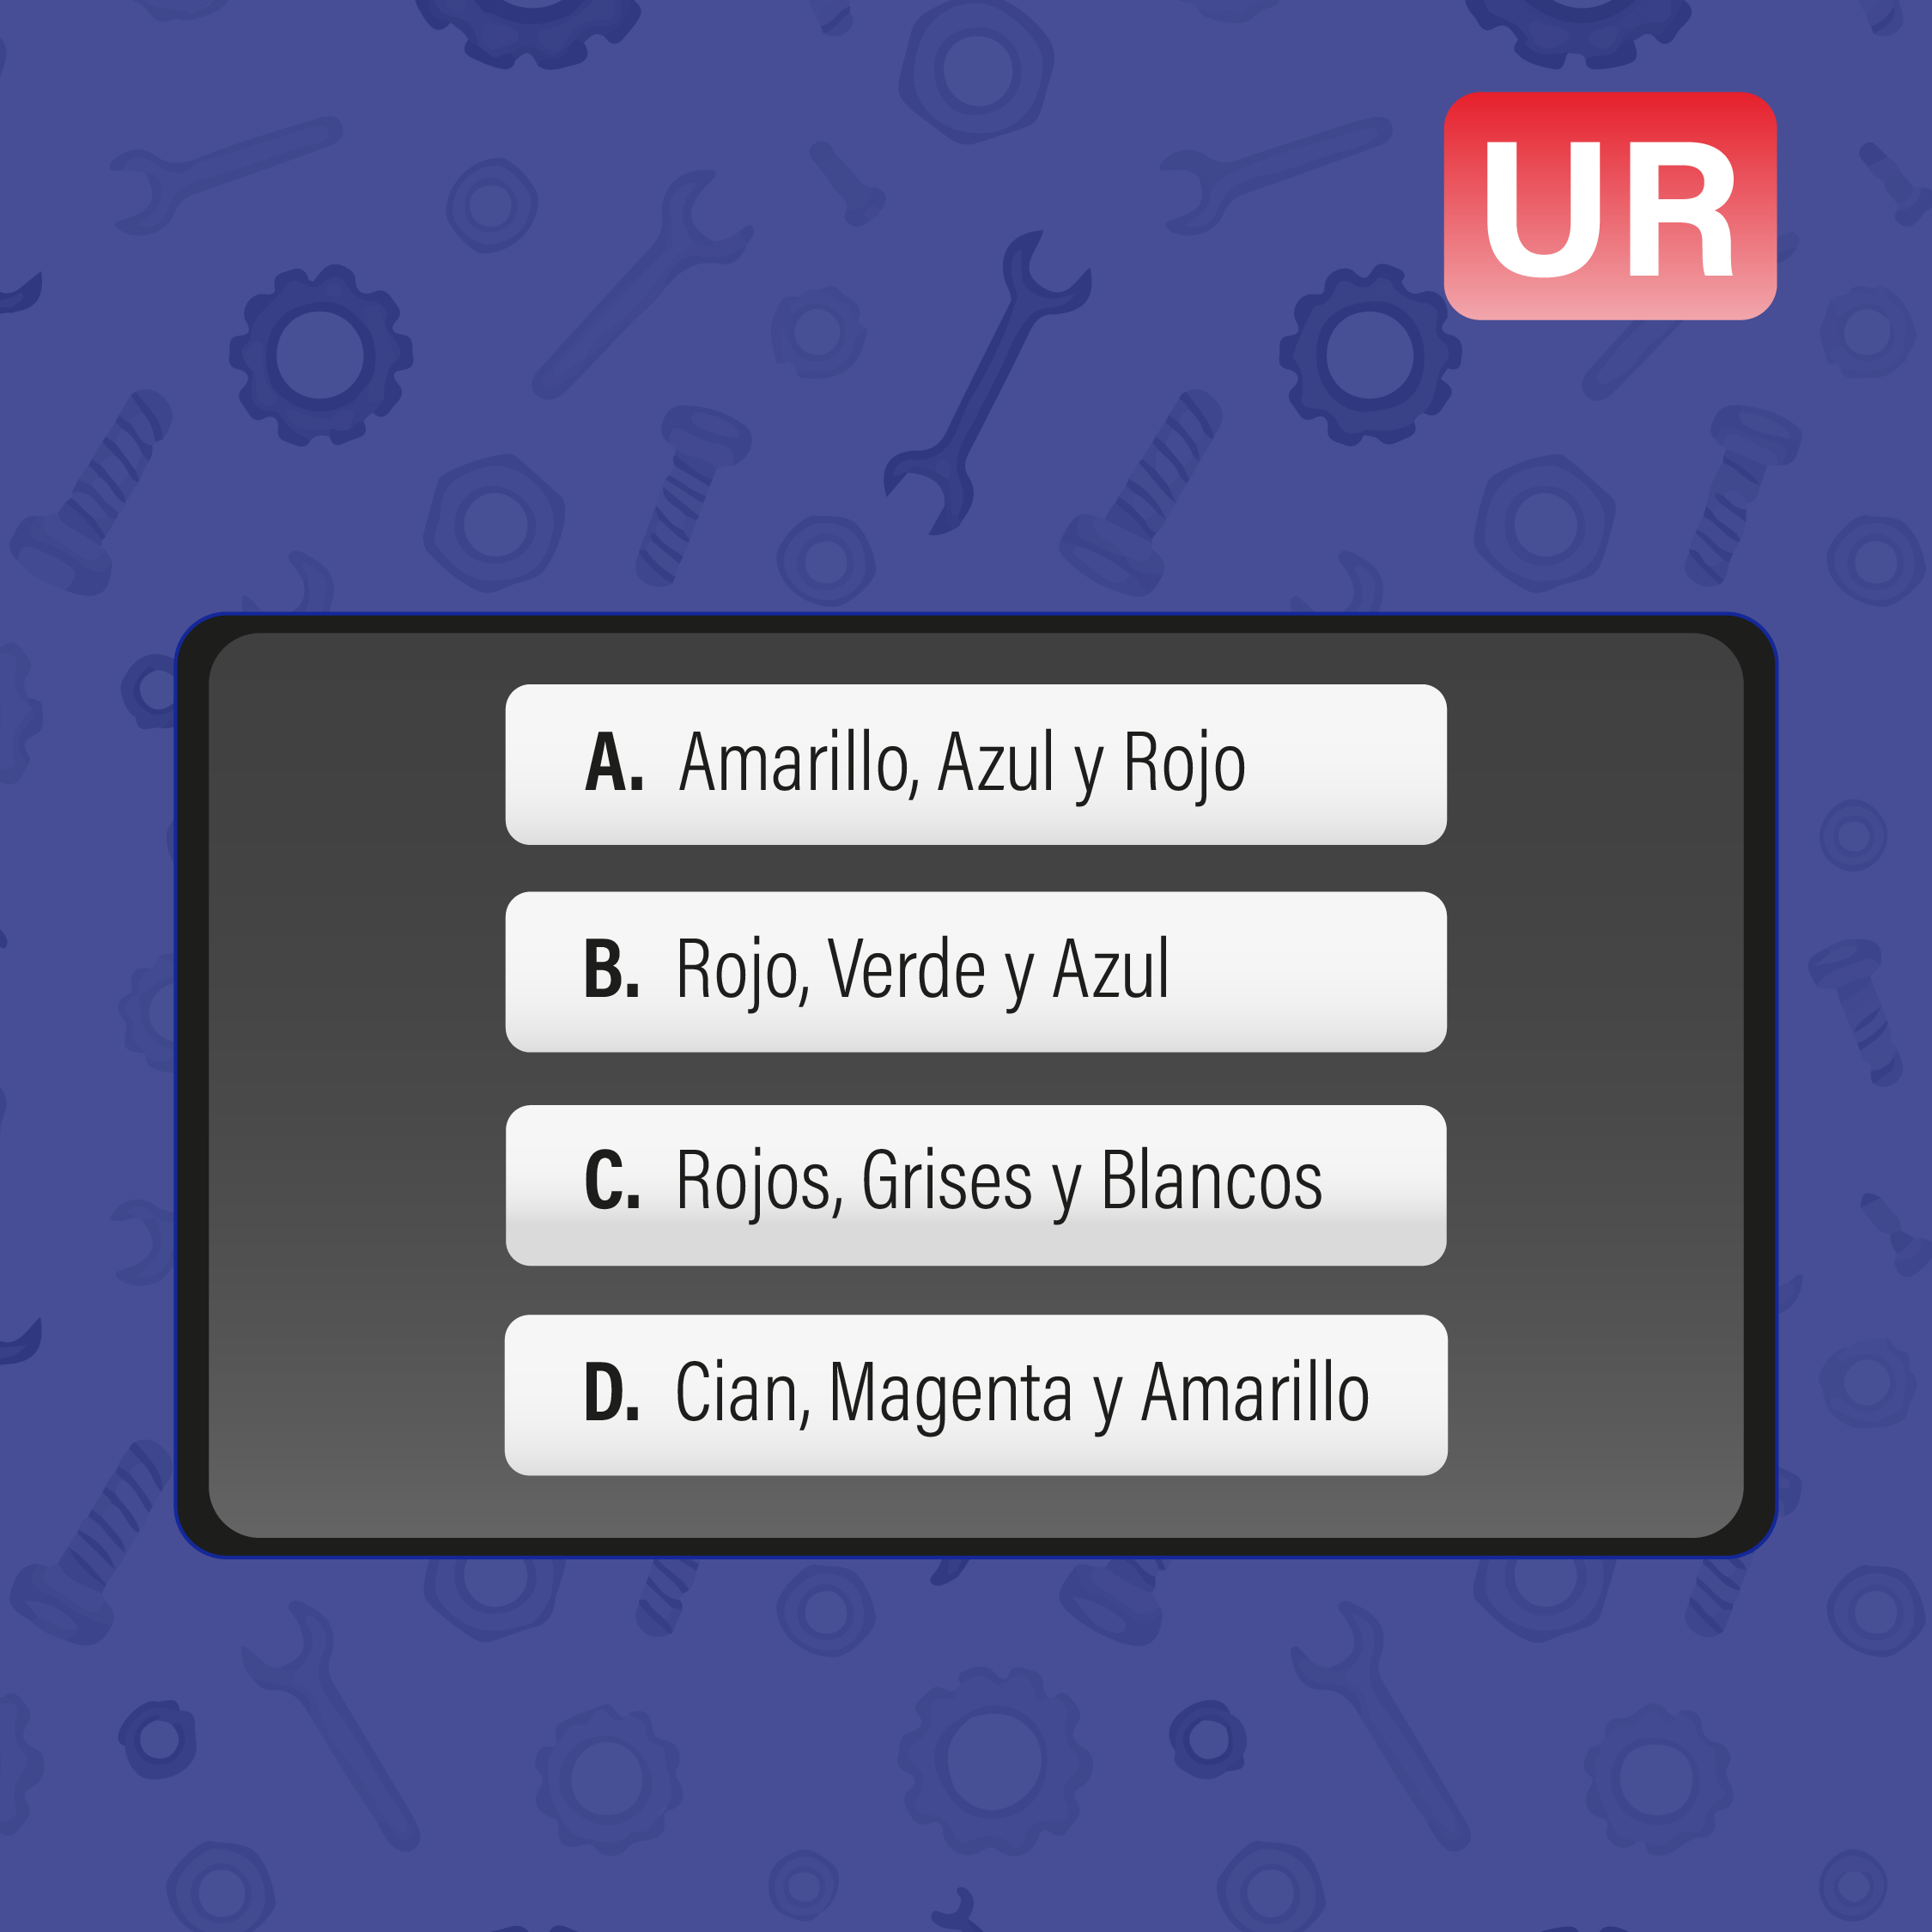 UR
A. Amarillo, Azul y Rojo
B. Rojo, Verde y Azul
C. Rojos, Grises y Blancos
D. Cian, Magenta y Amarillo